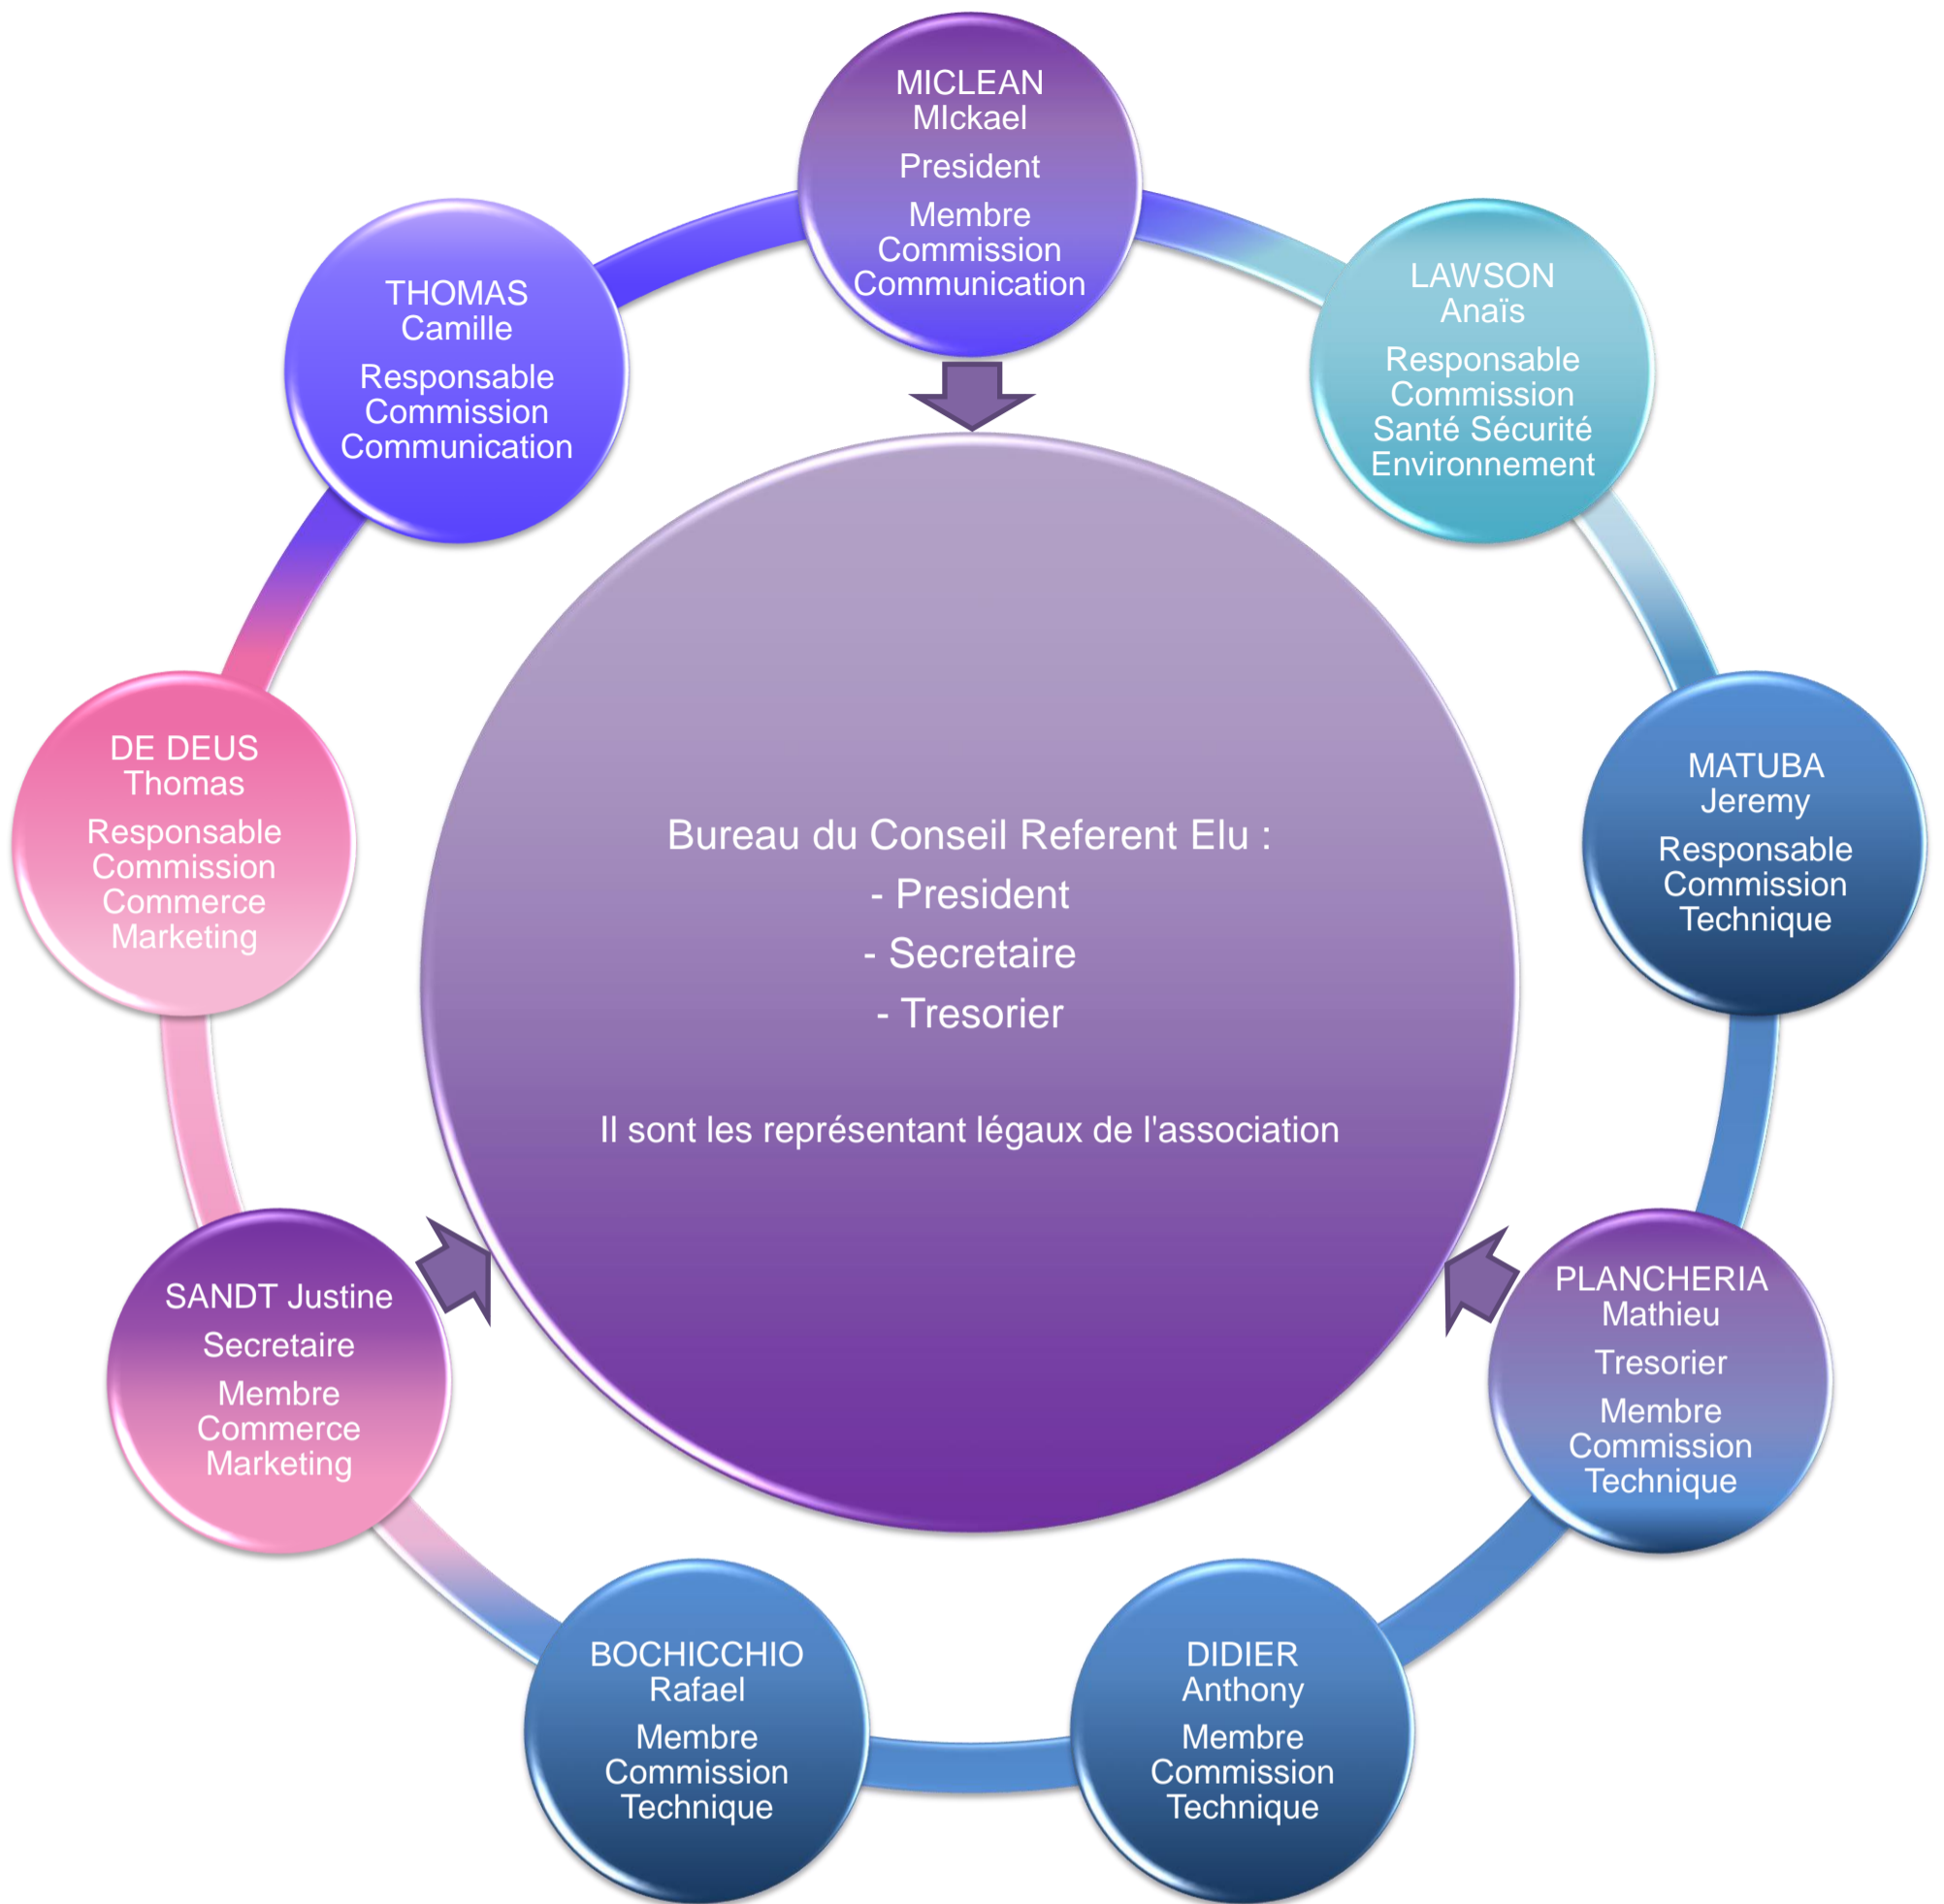 MICLEAN
MIckael
President
Membre
Commission
Communication
LAWSON
Anaïs
Responsable
Commission
Santé Sécurité
Environnement
MATUBA
Jeremy
Responsable
Commission
Technique
PLANCHERIA
Mathieu
Tresorier
Membre
Commission
Technique
DIDIER
Anthony
Membre
Commission
Technique
BOCHICCHIO
Rafael
Membre
Commission
Technique
SANDT Justine
Secretaire
Membre
Commerce
Marketing
DE DEUS
Thomas
Responsable
Commission
Commerce
Marketing
THOMAS
Camille
Responsable
Commission
Communication
Bureau du Conseil Referent Elu :
- President
- Secretaire
- Tresorier
Il sont les représentant légaux de l'association